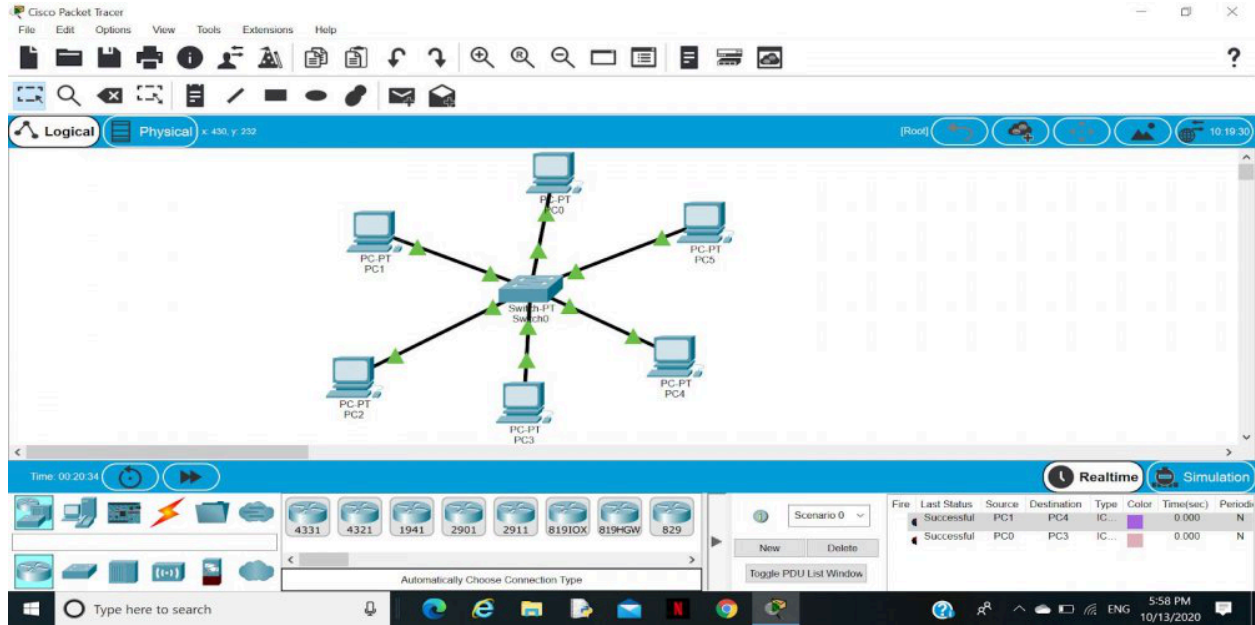 Cisco Packet Tracer
File Edit Options View Tools Extensions Help
?
Logical Physical x: 430, y: 232 [Root] 10:19:30
PC-PT
PC0
PC-PT
PC1
PC-PT
PC5
Switch-PT
Switch0
PC-PT
PC4
PC-PT
PC2
PC-PT
PC3
Time: 00:20:34 Realtime Simulation
4331 4321 1941 2901 2911 819IOX 819HGW 829
Automatically Choose Connection Type
Scenario 0
New Delete
Toggle PDU List Window
Fire Last Status Source Destination Type Color Time(sec) Periodi
Successful PC1 PC4 IC... 0.000 N
Successful PC0 PC3 IC... 0.000 N
Type here to search
N
ENG 5:58 PM
10/13/2020